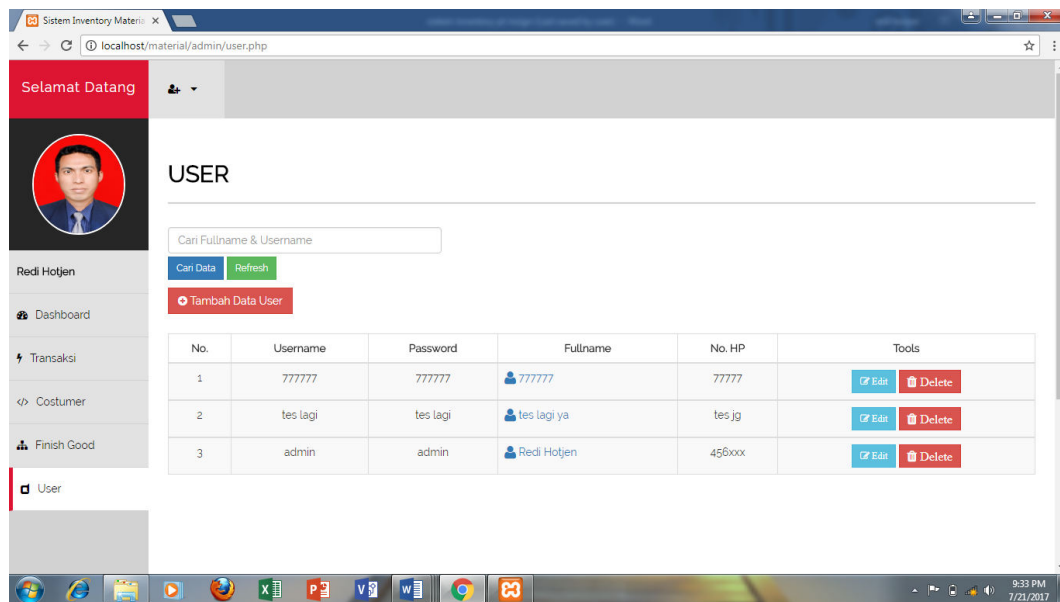 Sistem Inventory Materia
localhost/material/admin/user.php
Selamat Datang
USER
Cari Fullname & Username
Redi Hotjen
Cari Data Refresh
Tambah Data User
Dashboard
Transaksi
Costumer
Finish Good
User
No. Username Password Fullname No. HP Tools
1 777777 777777 777777 77777 Edit Delete
2 tes lagi tes lagi tes lagi ya tes jg Edit Delete
3 admin admin Redi Hotjen 456xxx Edit Delete
9:33 PM
7/21/2017